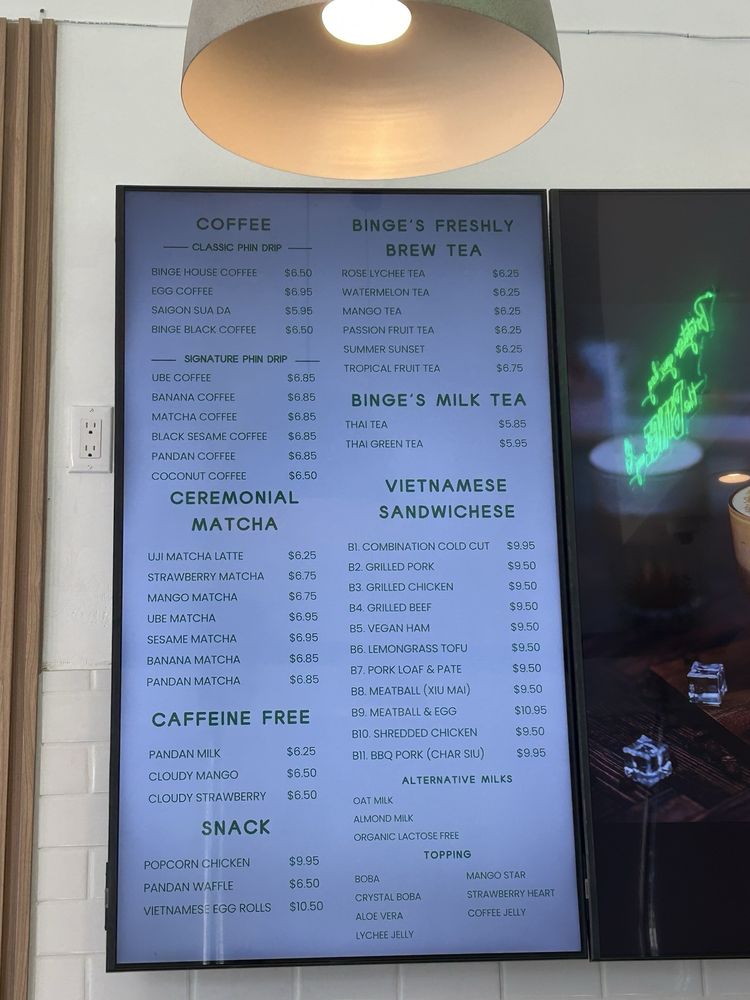 COFFEE
CLASSIC PHIN DRIP
BINGE HOUSE COFFEE $6.50
EGG COFFEE $6.95
SAIGON SUA DA $5.95
BINGE BLACK COFFEE $6.50
SIGNATURE PHIN DRIP
UBE COFFEE $6.85
BANANA COFFEE $6.85
MATCHA COFFEE $6.85
BLACK SESAME COFFEE $6.85
PANDAN COFFEE $6.85
COCONUT COFFEE $6.50
CEREMONIAL
MATCHA
UJI MATCHA LATTE $6.25
STRAWBERRY MATCHA $6.75
MANGO MATCHA $6.75
UBE MATCHA $6.95
SESAME MATCHA $6.95
BANANA MATCHA $6.85
PANDAN MATCHA $6.85
CAFFEINE FREE
PANDAN MILK $6.25
CLOUDY MANGO $6.50
CLOUDY STRAWBERRY $6.50
SNACK
POPCORN CHICKEN $9.95
PANDAN WAFFLE $6.50
VIETNAMESE EGG ROLLS $10.50
BINGE'S FRESHLY
BREW TEA
ROSE LYCHEE TEA $6.25
WATERMELON TEA $6.25
MANGO TEA $6.25
PASSION FRUIT TEA $6.25
SUMMER SUNSET $6.25
TROPICAL FRUIT TEA $6.75
BINGE'S MILK TEA
THAI TEA $5.85
THAI GREEN TEA $5.95
VIETNAMESE
SANDWICHESE
B1. COMBINATION COLD CUT $9.95
B2. GRILLED PORK $9.50
B3. GRILLED CHICKEN $9.50
B4. GRILLED BEEF $9.50
B5. VEGAN HAM $9.50
B6. LEMONGRASS TOFU $9.50
B7. PORK LOAF & PATE $9.50
B8. MEATBALL (XIU MAI) $9.50
B9. MEATBALL & EGG $10.95
B10. SHREDDED CHICKEN $9.50
B11. BBQ PORK (CHAR SIU) $9.95
ALTERNATIVE MILKS
OAT MILK
ALMOND MILK
ORGANIC LACTOSE FREE
TOPPING
BOBA MANGO STAR
CRYSTAL BOBA STRAWBERRY HEART
ALOE VERA COFFEE JELLY
LYCHEE JELLY